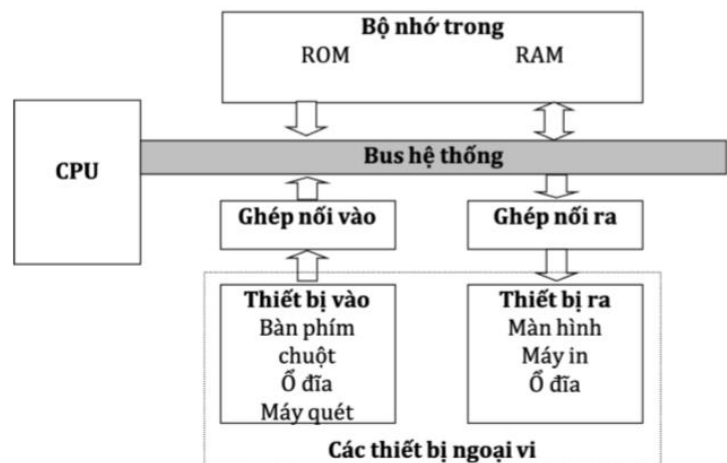 Bộ nhớ trong
ROM RAM
CPU
Bus hệ thống
Ghép nối vào
Ghép nối ra
Thiết bị vào
Bàn phím
chuột
Ổ đĩa
Máy quét
Thiết bị ra
Màn hình
Máy in
Ổ đĩa
Các thiết bị ngoại vi